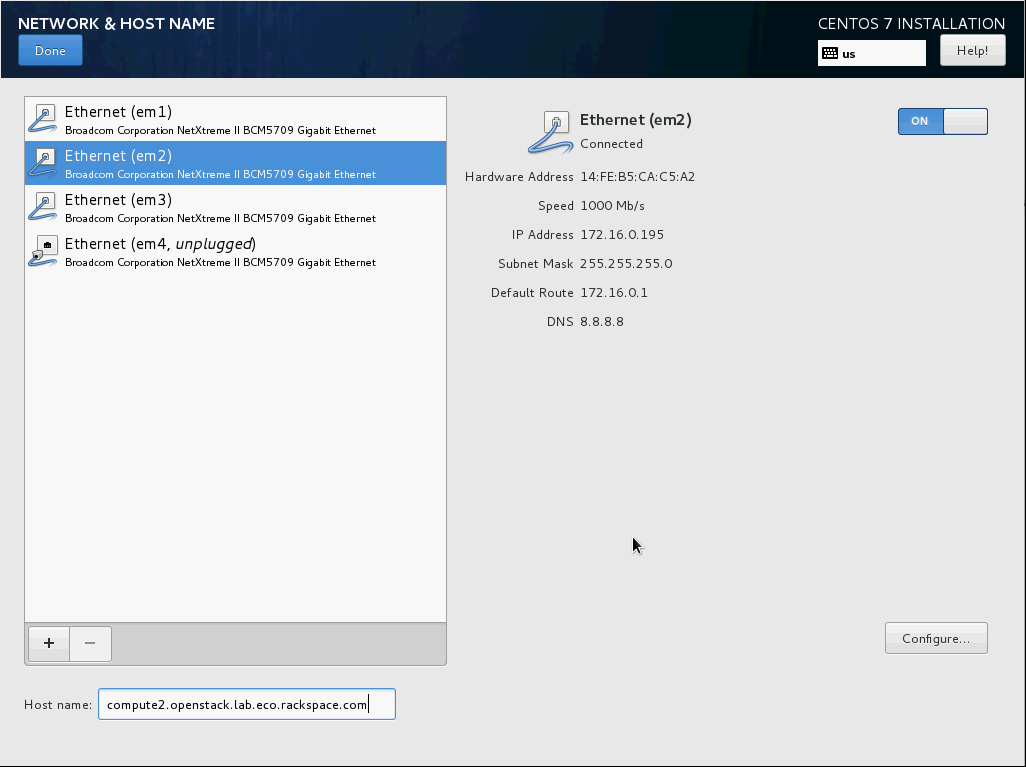 NETWORK & HOST NAME
CENTOS 7 INSTALLATION
Done
us
Help!
Ethernet (em1)
Broadcom Corporation NetXtreme II BCM5709 Gigabit Ethernet
Ethernet (em2)
Broadcom Corporation NetXtreme II BCM5709 Gigabit Ethernet
Ethernet (em3)
Broadcom Corporation NetXtreme II BCM5709 Gigabit Ethernet
Ethernet (em4, unplugged)
Broadcom Corporation NetXtreme II BCM5709 Gigabit Ethernet
Ethernet (em2)
Connected
ON
Hardware Address 14:FE:B5:CA:C5:A2
Speed 1000 Mb/s
IP Address 172.16.0.195
Subnet Mask 255.255.255.0
Default Route 172.16.0.1
DNS 8.8.8.8
+ −
Configure...
Host name: compute2.openstack.lab.eco.rackspace.com